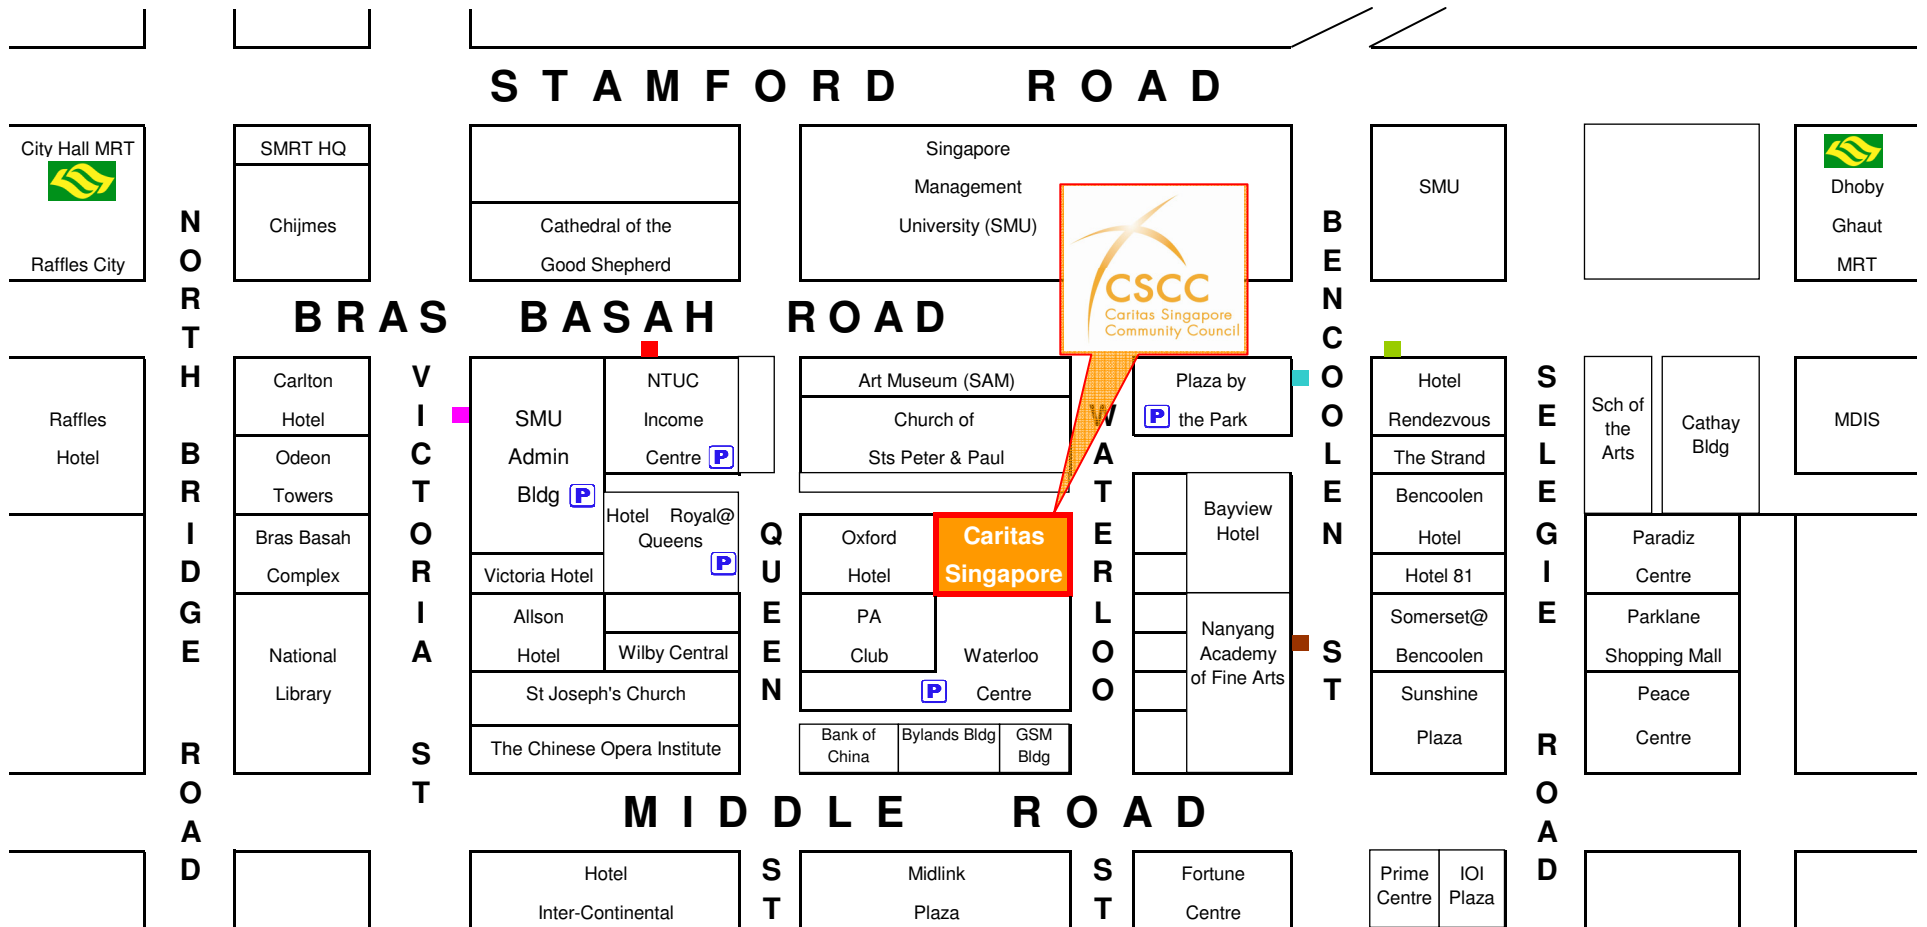 STAMFORD ROAD
City Hall MRT
Raffles City
SMRT HQ
Chijmes
Cathedral of the
Good Shepherd
Singapore
Management
University (SMU)
CSCC
Caritas Singapore
Community Council
SMU
Dhoby
Ghaut
MRT
NORTH BRIDGE ROAD
BRAS BASAH ROAD
BENCOOLEN ST
Raffles
Hotel
Carlton
Hotel
Odeon
Towers
Bras Basah
Complex
National
Library
VICTORIA ST
SMU
Admin
Bldg P
NTUC
Income
Centre P
Hotel Royal@
Queens
P
Victoria Hotel
Allson
Hotel
Wilby Central
St Joseph's Church
The Chinese Opera Institute
QUEEN ST
Art Museum (SAM)
Church of
Sts Peter & Paul
Oxford
Hotel
Caritas
Singapore
PA
Club
Waterloo
P Centre
Bank of
China
Bylands Bldg
GSM
Bldg
WATERLOO ST
Plaza by
P the Park
Bayview
Hotel
Nanyang
Academy
of Fine Arts
Hotel
Rendezvous
The Strand
Bencoolen
Hotel
Hotel 81
Somerset@
Bencoolen
Sunshine
Plaza
SELEGIE ROAD
Sch of
the
Arts
Cathay
Bldg
MDIS
Paradiz
Centre
Parklane
Shopping Mall
Peace
Centre
MIDDLE ROAD
Hotel
Inter-Continental
Midlink
Plaza
Fortune
Centre
Prime
Centre
IOI
Plaza